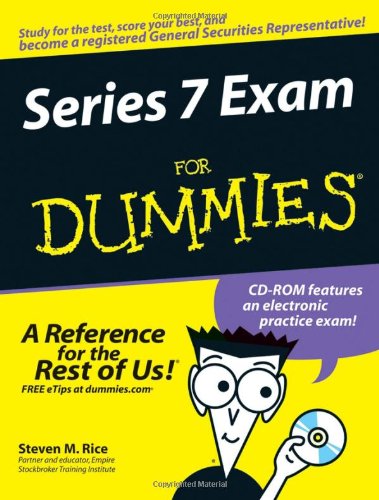 Study for the test, score your best, and
become a registered General Securities Representative!
Series 7 Exam
FOR
DUMMIES®
CD-ROM features
an electronic
practice exam!
A Reference
for the
Rest of Us!®
FREE eTips at dummies.com®
Steven M. Rice
Partner and educator, Empire
Stockbroker Training Institute